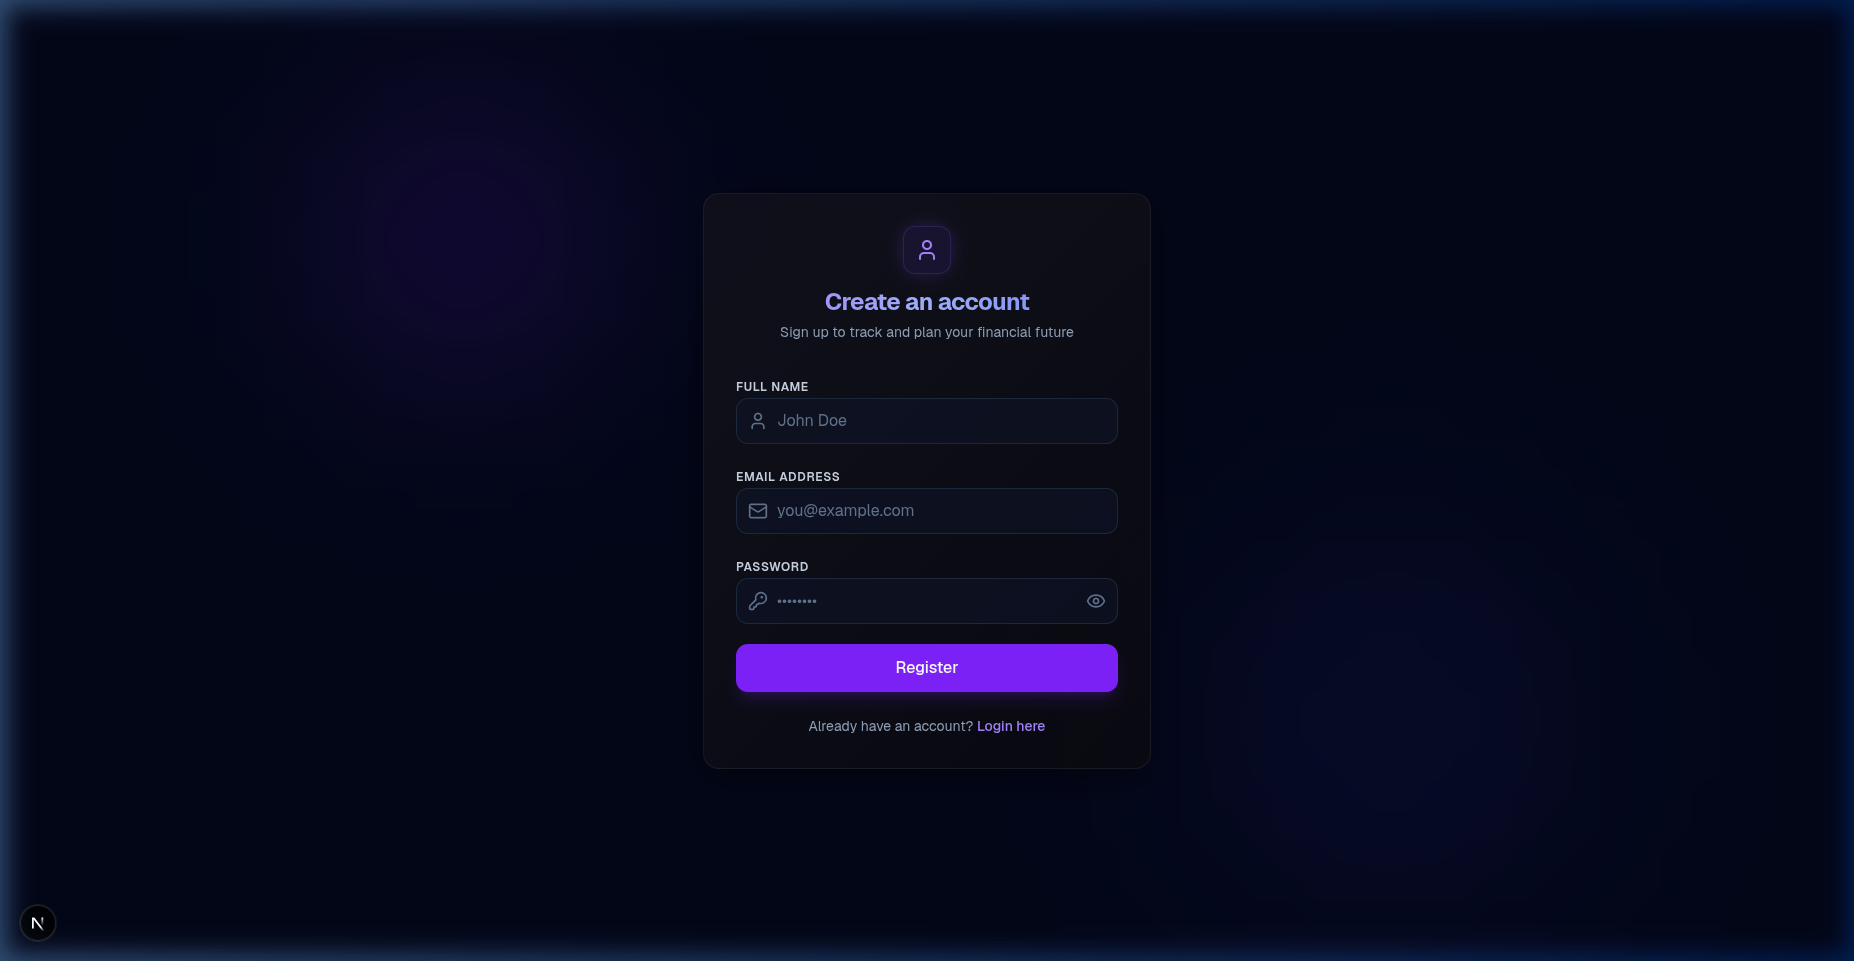 Create an account
Sign up to track and plan your financial future
FULL NAME
John Doe
EMAIL ADDRESS
you@example.com
PASSWORD
••••••••
Register
Already have an account? Login here
N